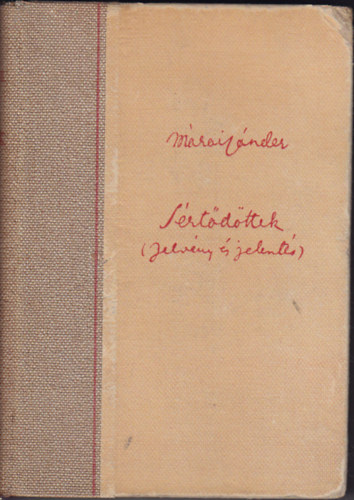 Márai Sándor
Sértődöttek
(Jelvény és jelentés)